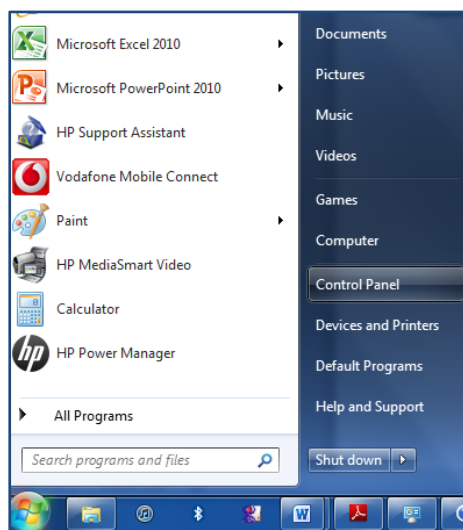 Microsoft Excel 2010
Microsoft PowerPoint 2010
HP Support Assistant
Vodafone Mobile Connect
Paint
HP MediaSmart Video
Calculator
hp HP Power Manager
All Programs
Search programs and files
Documents
Pictures
Music
Videos
Games
Computer
Control Panel
Devices and Printers
Default Programs
Help and Support
Shut down